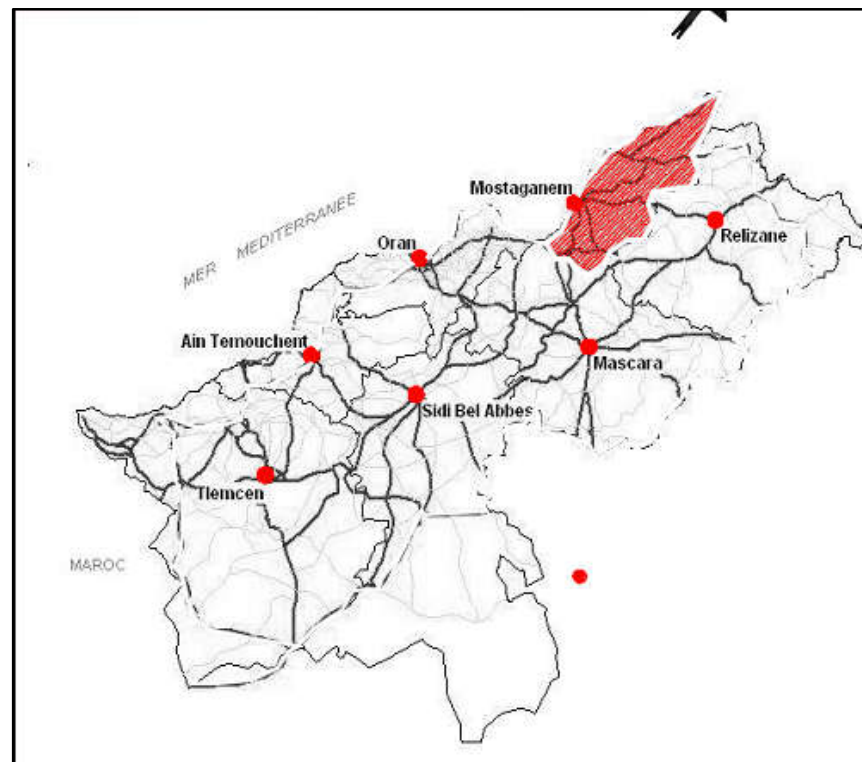 Mostaganem
Relizane
MER MEDITERRANEE
Oran
Ain Temouchent
Mascara
Sidi Bel Abbes
Tlemcen
MAROC